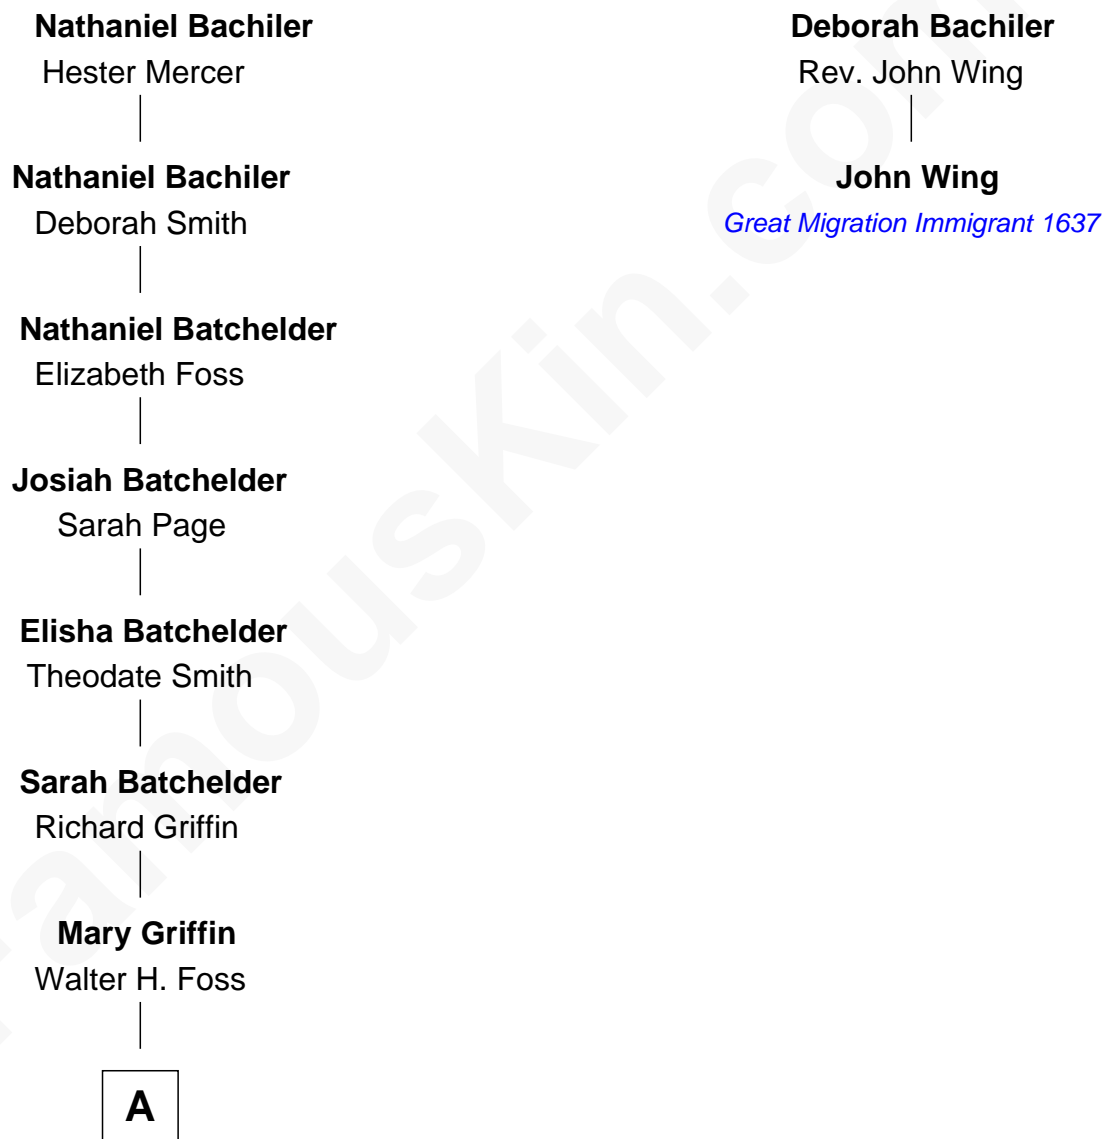 Nathaniel Bachiler
Hester Mercer
Nathaniel Bachiler
Deborah Smith
Nathaniel Batchelder
Elizabeth Foss
Josiah Batchelder
Sarah Page
Elisha Batchelder
Theodate Smith
Sarah Batchelder
Richard Griffin
Mary Griffin
Walter H. Foss
A
Deborah Bachiler
Rev. John Wing
John Wing
Great Migration Immigrant 1637
FamousKin.com